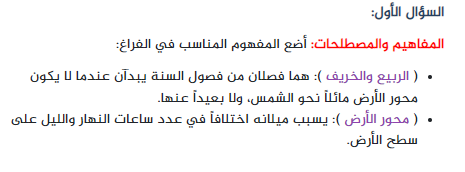 السؤال الأول:
المفاهيم والمصطلحات: أضع المفهوم المناسب في الفراغ:
• ( الربيع والخريف ): هما فصلان من فصول السنة يبدآن عندما لا يكون
محور الأرض مائلاً نحو الشمس، ولا بعيداً عنها.
• ( محور الأرض ): يسبب ميلانه اختلافاً في عدد ساعات النهار والليل على
سطح الأرض.